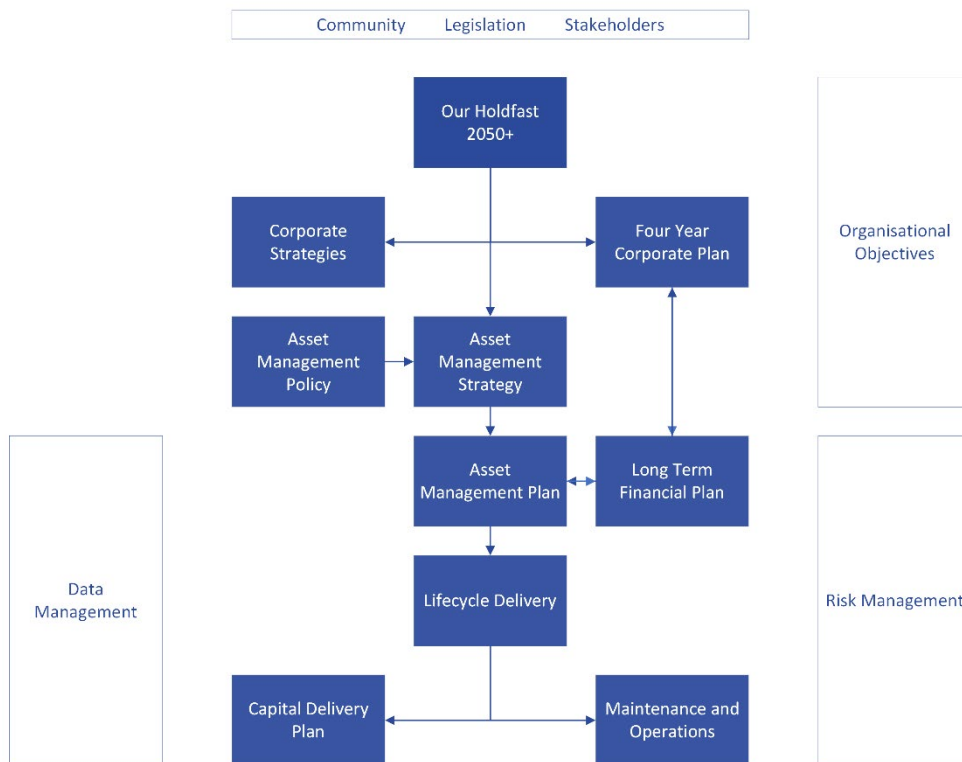 Community Legislation Stakeholders
Our Holdfast
2050+
Corporate
Strategies
Four Year
Corporate Plan
Organisational
Objectives
Asset
Management
Policy
Asset
Management
Strategy
Asset
Management Plan
Long Term
Financial Plan
Data
Management
Lifecycle Delivery
Risk Management
Capital Delivery
Plan
Maintenance and
Operations